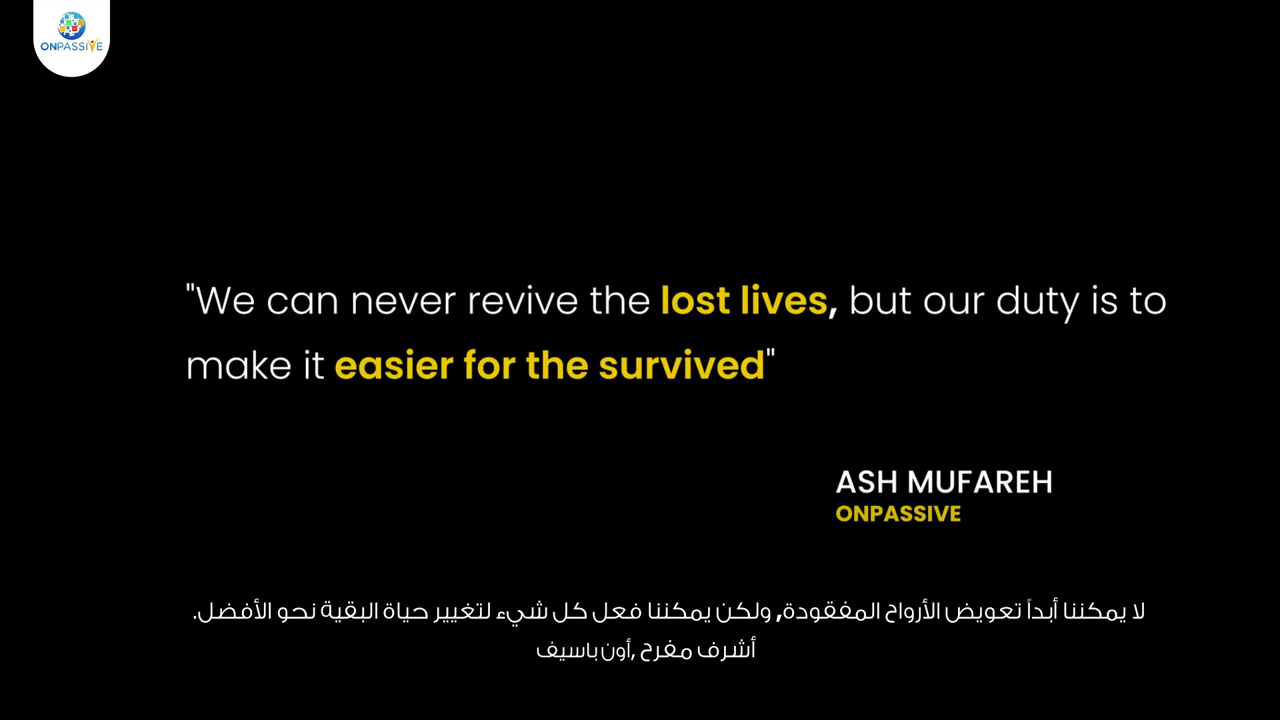 ONPASSIVE
"We can never revive the lost lives, but our duty is to
make it easier for the survived"
ASH MUFAREH
ONPASSIVE
لا يمكننا أبداً تعويض الأرواح المفقودة, ولكن يمكننا فعل كل شيء لتغيير حياة البقية نحو الأفضل.
أشرف مفرح ,أون باسيف